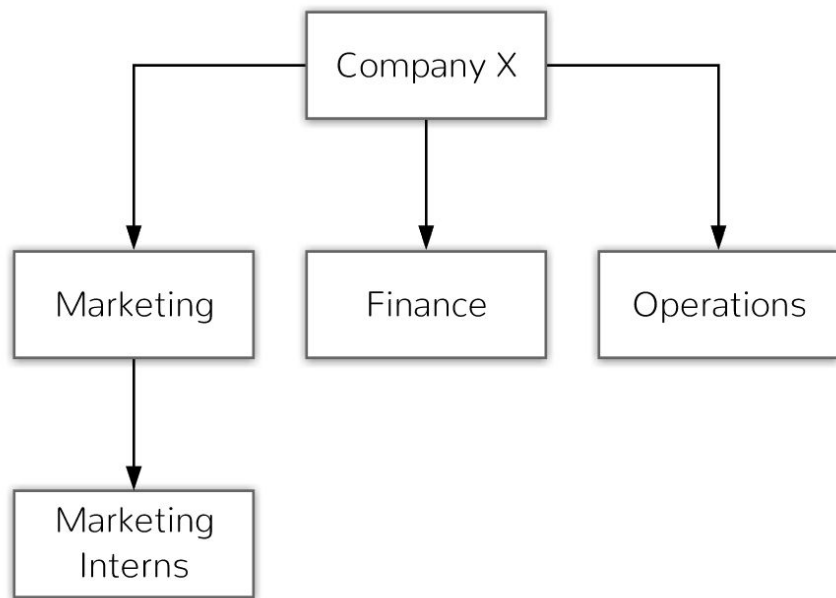 Company X
Marketing
Finance
Operations
Marketing
Interns